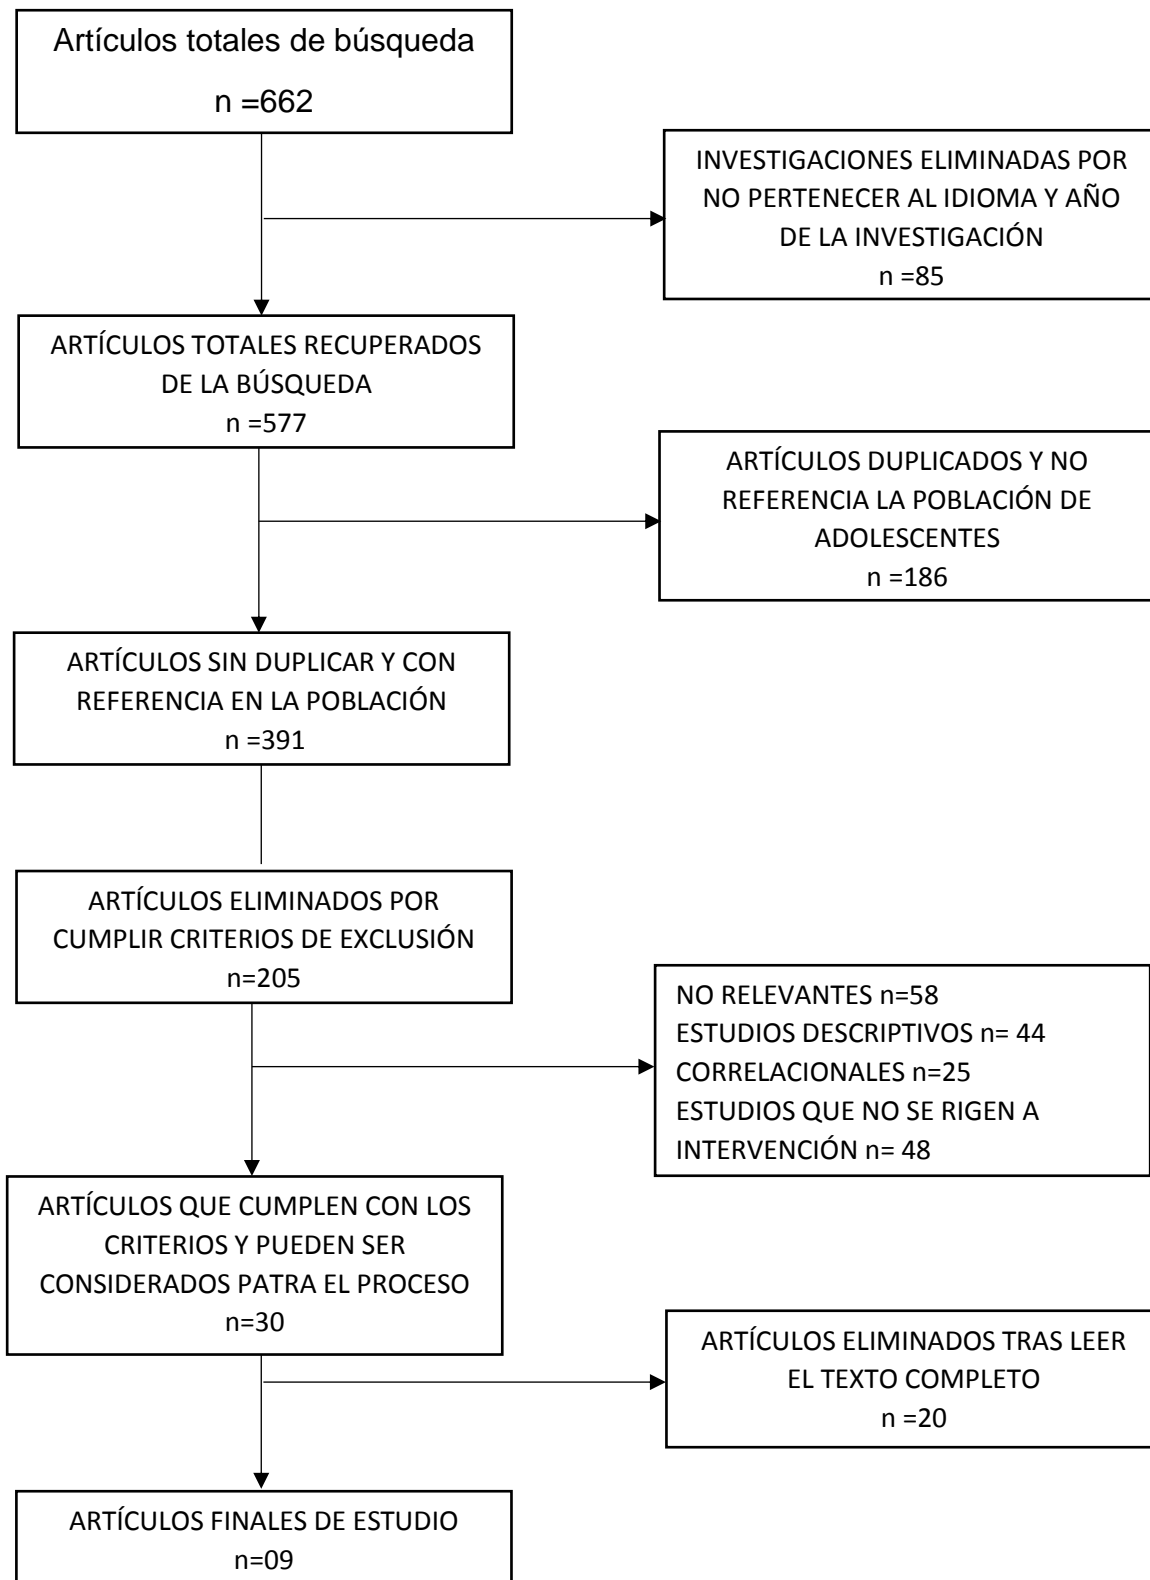 Artículos totales de búsqueda
n =662
INVESTIGACIONES ELIMINADAS POR
NO PERTENECER AL IDIOMA Y AÑO
DE LA INVESTIGACIÓN
n =85
ARTÍCULOS TOTALES RECUPERADOS
DE LA BÚSQUEDA
n =577
ARTÍCULOS DUPLICADOS Y NO
REFERENCIA LA POBLACIÓN DE
ADOLESCENTES
n =186
ARTÍCULOS SIN DUPLICAR Y CON
REFERENCIA EN LA POBLACIÓN
n =391
ARTÍCULOS ELIMINADOS POR
CUMPLIR CRITERIOS DE EXCLUSIÓN
n=205
NO RELEVANTES n=58
ESTUDIOS DESCRIPTIVOS n= 44
CORRELACIONALES n=25
ESTUDIOS QUE NO SE RIGEN A
INTERVENCIÓN n= 48
ARTÍCULOS QUE CUMPLEN CON LOS
CRITERIOS Y PUEDEN SER
CONSIDERADOS PATRA EL PROCESO
n=30
ARTÍCULOS ELIMINADOS TRAS LEER
EL TEXTO COMPLETO
n =20
ARTÍCULOS FINALES DE ESTUDIO
n=09